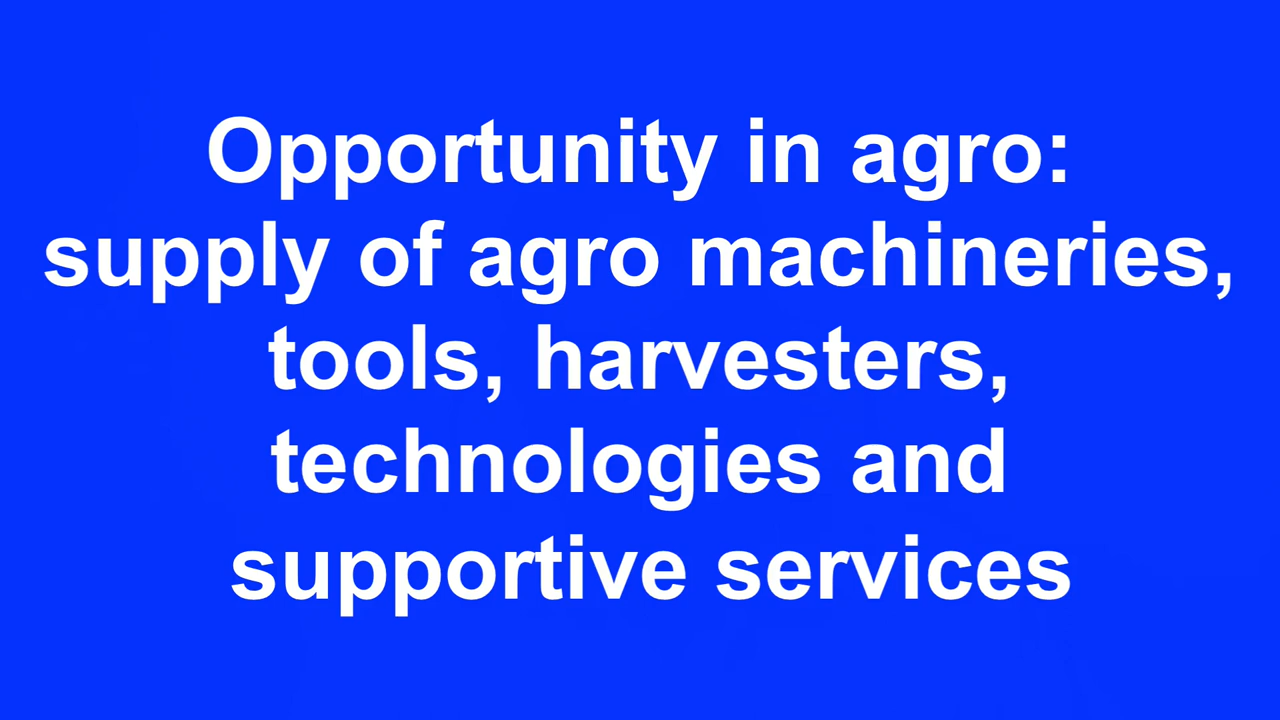 Opportunity in agro:
supply of agro machineries,
tools, harvesters,
technologies and
supportive services